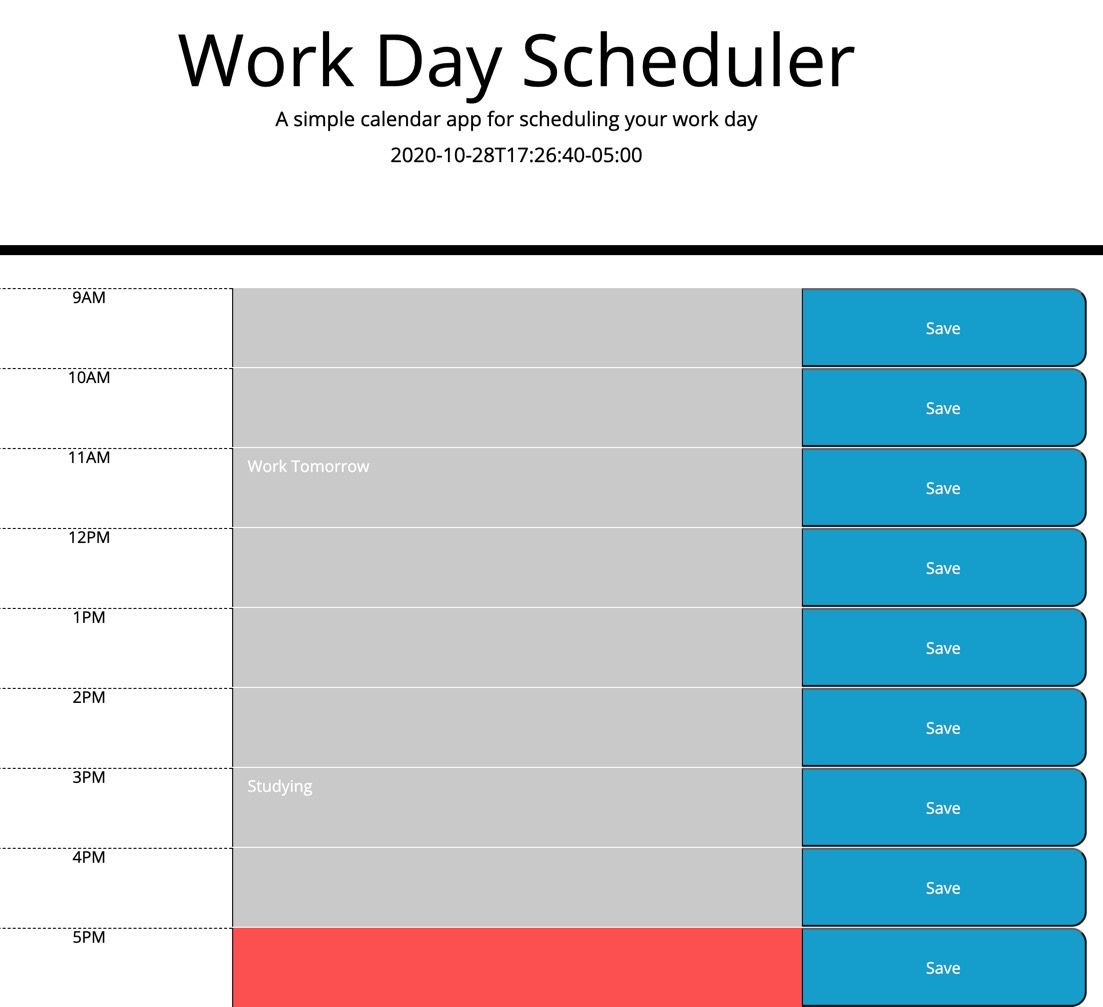 Work Day Scheduler
A simple calendar app for scheduling your work day
2020-10-28T17:26:40-05:00
9AM
Save
10AM
Save
11AM
Work Tomorrow
Save
12PM
Save
1PM
Save
2PM
Save
3PM
Studying
Save
4PM
Save
5PM
Save